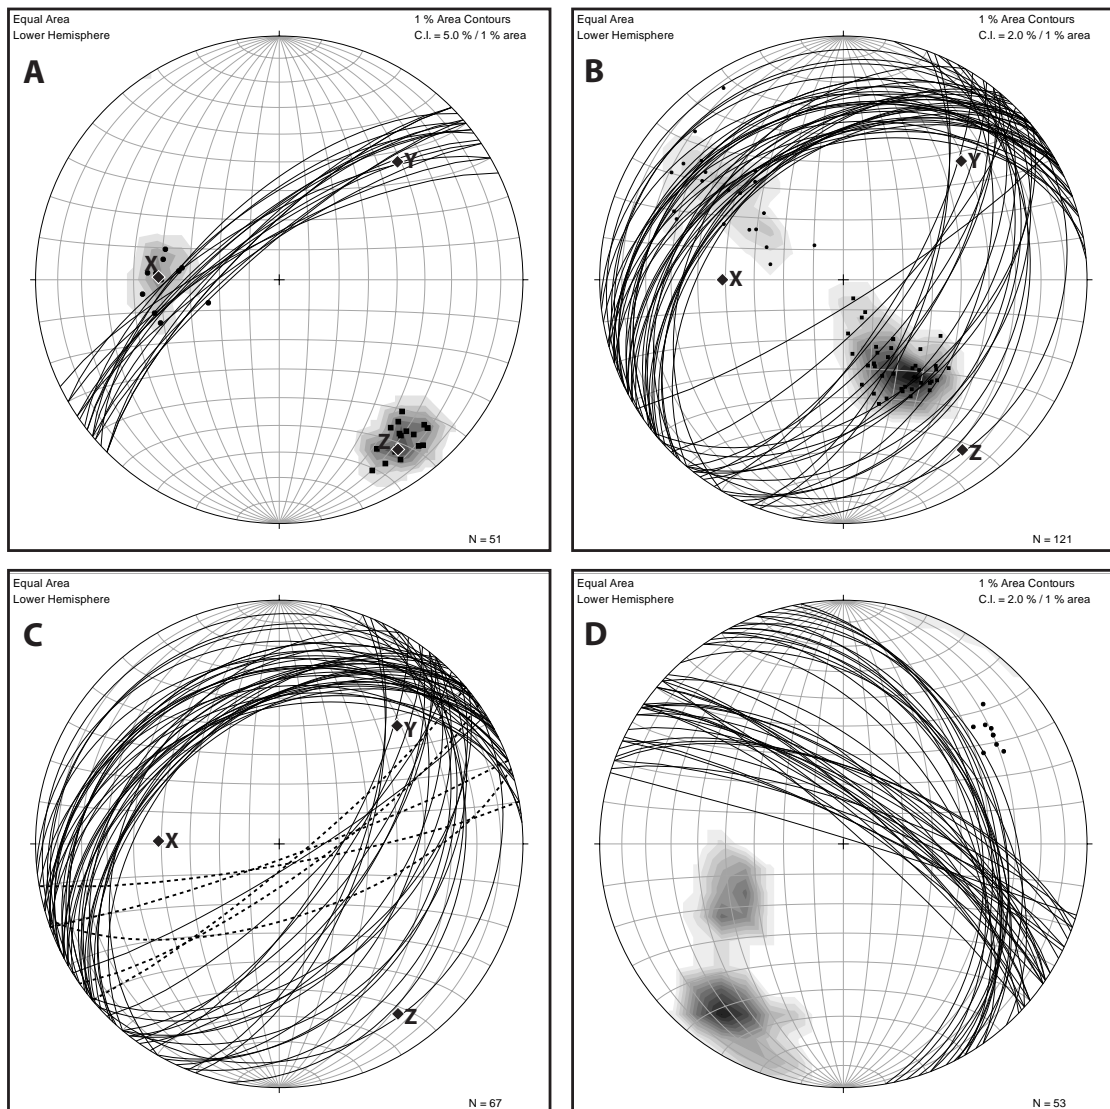 Equal Area
Lower Hemisphere
1 % Area Contours
C.I. = 5.0 % / 1 % area
A
X
Y
Z
N = 51
Equal Area
Lower Hemisphere
1 % Area Contours
C.I. = 2.0 % / 1 % area
B
Y
X
Z
N = 121
Equal Area
Lower Hemisphere
C
Y
X
Z
N = 67
Equal Area
Lower Hemisphere
1 % Area Contours
C.I. = 2.0 % / 1 % area
D
N = 53